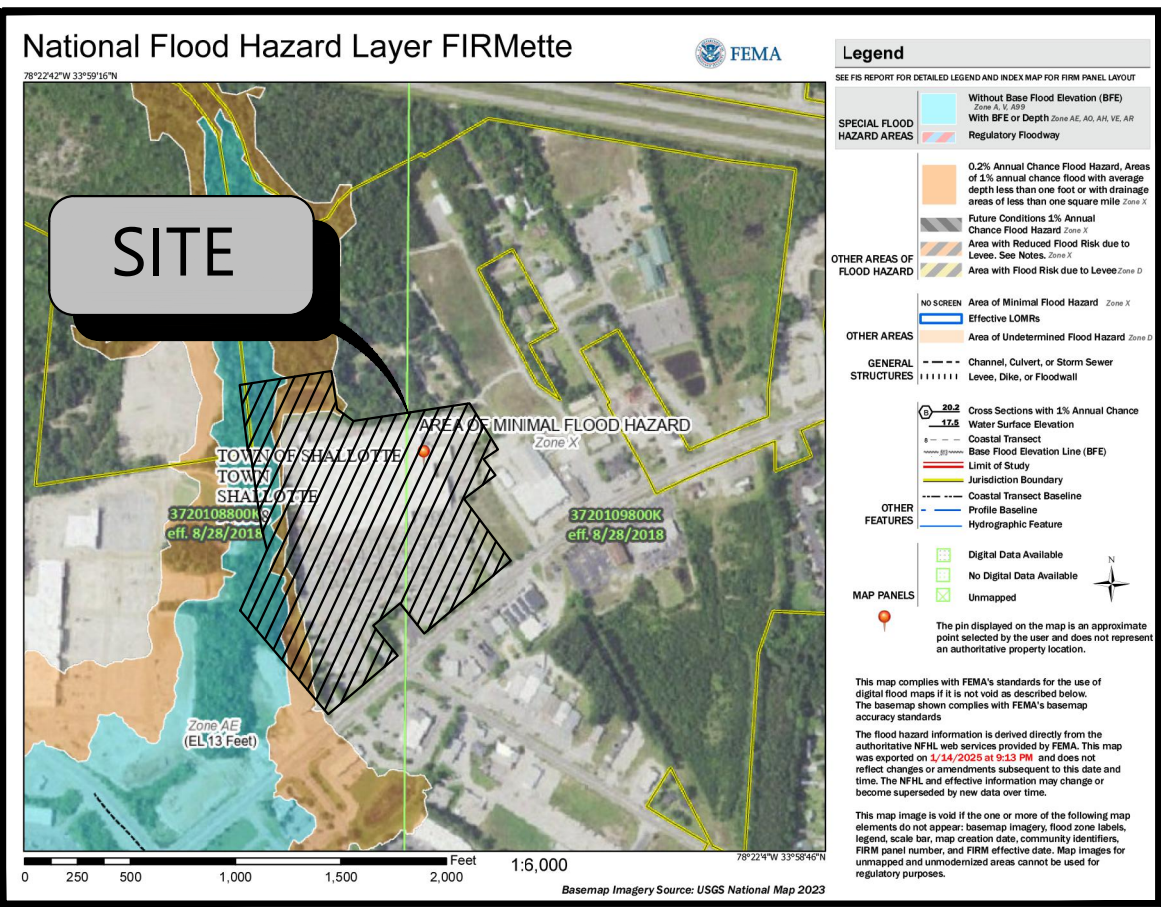 National Flood Hazard Layer FIRMette
FEMA
78°22'42"W 33°59'16"N
SITE
AREA OF MINIMAL FLOOD HAZARD
Zone X
TOWN OF SHALLOTTE
TOWN
SHALLOTTE
3720108800K
eff. 8/28/2018
3720109800K
eff. 8/28/2018
Zone AE
(EL 13 Feet)
78°22'4"W 33°58'46"N
0 250 500 1,000 1,500 2,000
Feet
1:6,000
Basemap Imagery Source: USGS National Map 2023
Legend
SEE FIS REPORT FOR DETAILED LEGEND AND INDEX MAP FOR FIRM PANEL LAYOUT
SPECIAL FLOOD
HAZARD AREAS
Without Base Flood Elevation (BFE)
Zone A, V, A99
With BFE or Depth Zone AE, AO, AH, VE, AR
Regulatory Floodway
OTHER AREAS OF
FLOOD HAZARD
0.2% Annual Chance Flood Hazard, Areas
of 1% annual chance flood with average
depth less than one foot or with drainage
areas of less than one square mile Zone X
Future Conditions 1% Annual
Chance Flood Hazard Zone X
Area with Reduced Flood Risk due to
Levee. See Notes. Zone X
Area with Flood Risk due to Levee Zone D
OTHER AREAS
NO SCREEN Area of Minimal Flood Hazard Zone X
Effective LOMRs
Area of Undetermined Flood Hazard Zone D
GENERAL
STRUCTURES
Channel, Culvert, or Storm Sewer
Levee, Dike, or Floodwall
OTHER
FEATURES
B 20.2 Cross Sections with 1% Annual Chance
17.5 Water Surface Elevation
8 Coastal Transect
Base Flood Elevation Line (BFE)
Limit of Study
Jurisdiction Boundary
Coastal Transect Baseline
Profile Baseline
Hydrographic Feature
MAP PANELS
Digital Data Available
No Digital Data Available
Unmapped
N
The pin displayed on the map is an approximate
point selected by the user and does not represent
an authoritative property location.
This map complies with FEMA's standards for the use of
digital flood maps if it is not void as described below.
The basemap shown complies with FEMA's basemap
accuracy standards
The flood hazard information is derived directly from the
authoritative NFHL web services provided by FEMA. This map
was exported on 1/14/2025 at 9:13 PM and does not
reflect changes or amendments subsequent to this date and
time. The NFHL and effective information may change or
become superseded by new data over time.
This map image is void if the one or more of the following map
elements do not appear: basemap imagery, flood zone labels,
legend, scale bar, map creation date, community identifiers,
FIRM panel number, and FIRM effective date. Map images for
unmapped and unmodernized areas cannot be used for
regulatory purposes.